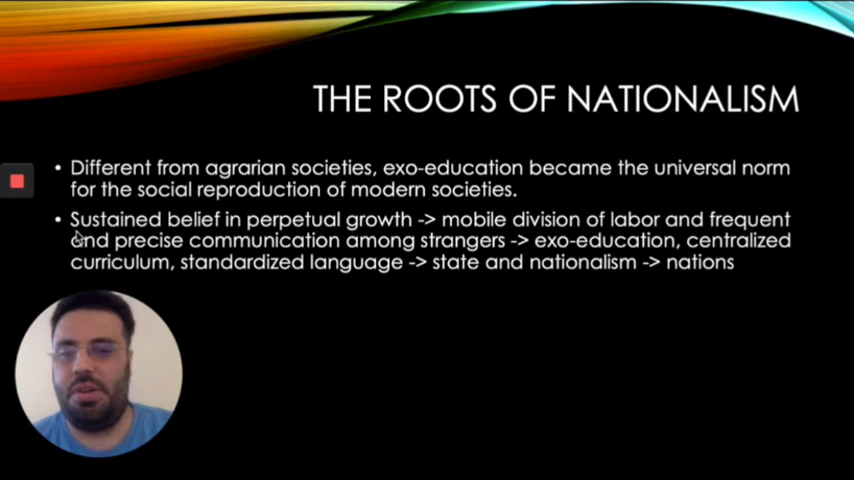 THE ROOTS OF NATIONALISM
• Different from agrarian societies, exo-education became the universal norm
for the social reproduction of modern societies.
• Sustained belief in perpetual growth -> mobile division of labor and frequent
and precise communication among strangers -> exo-education, centralized
curriculum, standardized language -> state and nationalism -> nations